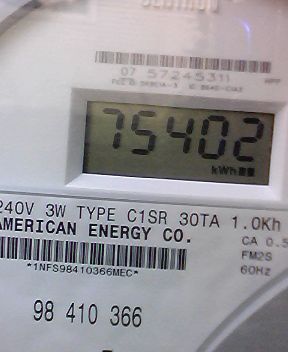 07 57245311
75402
kWh
240V 3W TYPE C1SR 30TA 1.0Kh
AMERICAN ENERGY CO.
CA 0.5
FM2S
60Hz
*1NFS98410366MEC*
98 410 366